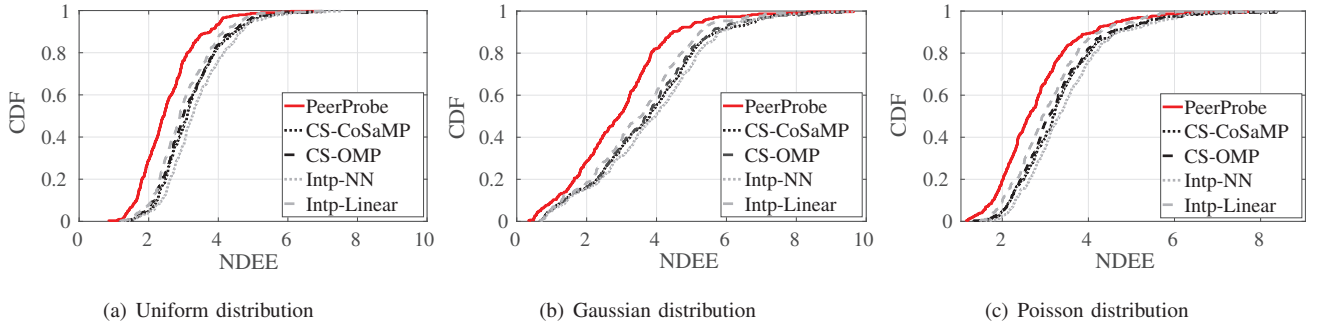 1
0.8
0.6
0.4
0.2
0
CDF
0 2 4 6 8 10
NDEE
PeerProbe
CS-CoSaMP
CS-OMP
Intp-NN
Intp-Linear
(a) Uniform distribution
1
0.8
0.6
0.4
0.2
0
CDF
0 2 4 6 8 10
NDEE
PeerProbe
CS-CoSaMP
CS-OMP
Intp-NN
Intp-Linear
(b) Gaussian distribution
1
0.8
0.6
0.4
0.2
0
CDF
2 4 6 8
NDEE
PeerProbe
CS-CoSaMP
CS-OMP
Intp-NN
Intp-Linear
(c) Poisson distribution